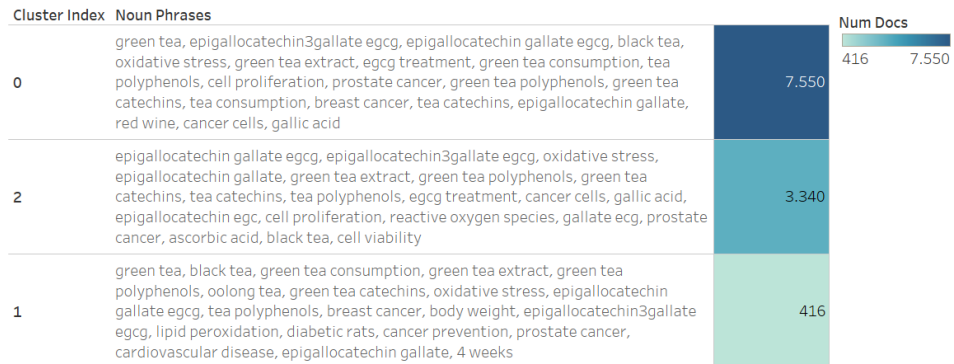 Cluster Index Noun Phrases
Num Docs
416 7.550
0
green tea, epigallocatechin3gallate egcg, epigallocatechin gallate egcg, black tea,
oxidative stress, green tea extract, egcg treatment, green tea consumption, tea
polyphenols, cell proliferation, prostate cancer, green tea polyphenols, green tea
catechins, tea consumption, breast cancer, tea catechins, epigallocatechin gallate,
red wine, cancer cells, gallic acid
7.550
2
epigallocatechin gallate egcg, epigallocatechin3gallate egcg, oxidative stress,
epigallocatechin gallate, green tea extract, green tea polyphenols, green tea
catechins, tea catechins, tea polyphenols, egcg treatment, cancer cells, gallic acid,
epigallocatechin egc, cell proliferation, reactive oxygen species, gallate ecg, prostate
cancer, ascorbic acid, black tea, cell viability
3.340
1
green tea, black tea, green tea consumption, green tea extract, green tea
polyphenols, oolong tea, green tea catechins, oxidative stress, epigallocatechin
gallate egcg, tea polyphenols, breast cancer, body weight, epigallocatechin3gallate
egcg, lipid peroxidation, diabetic rats, cancer prevention, prostate cancer,
cardiovascular disease, epigallocatechin gallate, 4 weeks
416